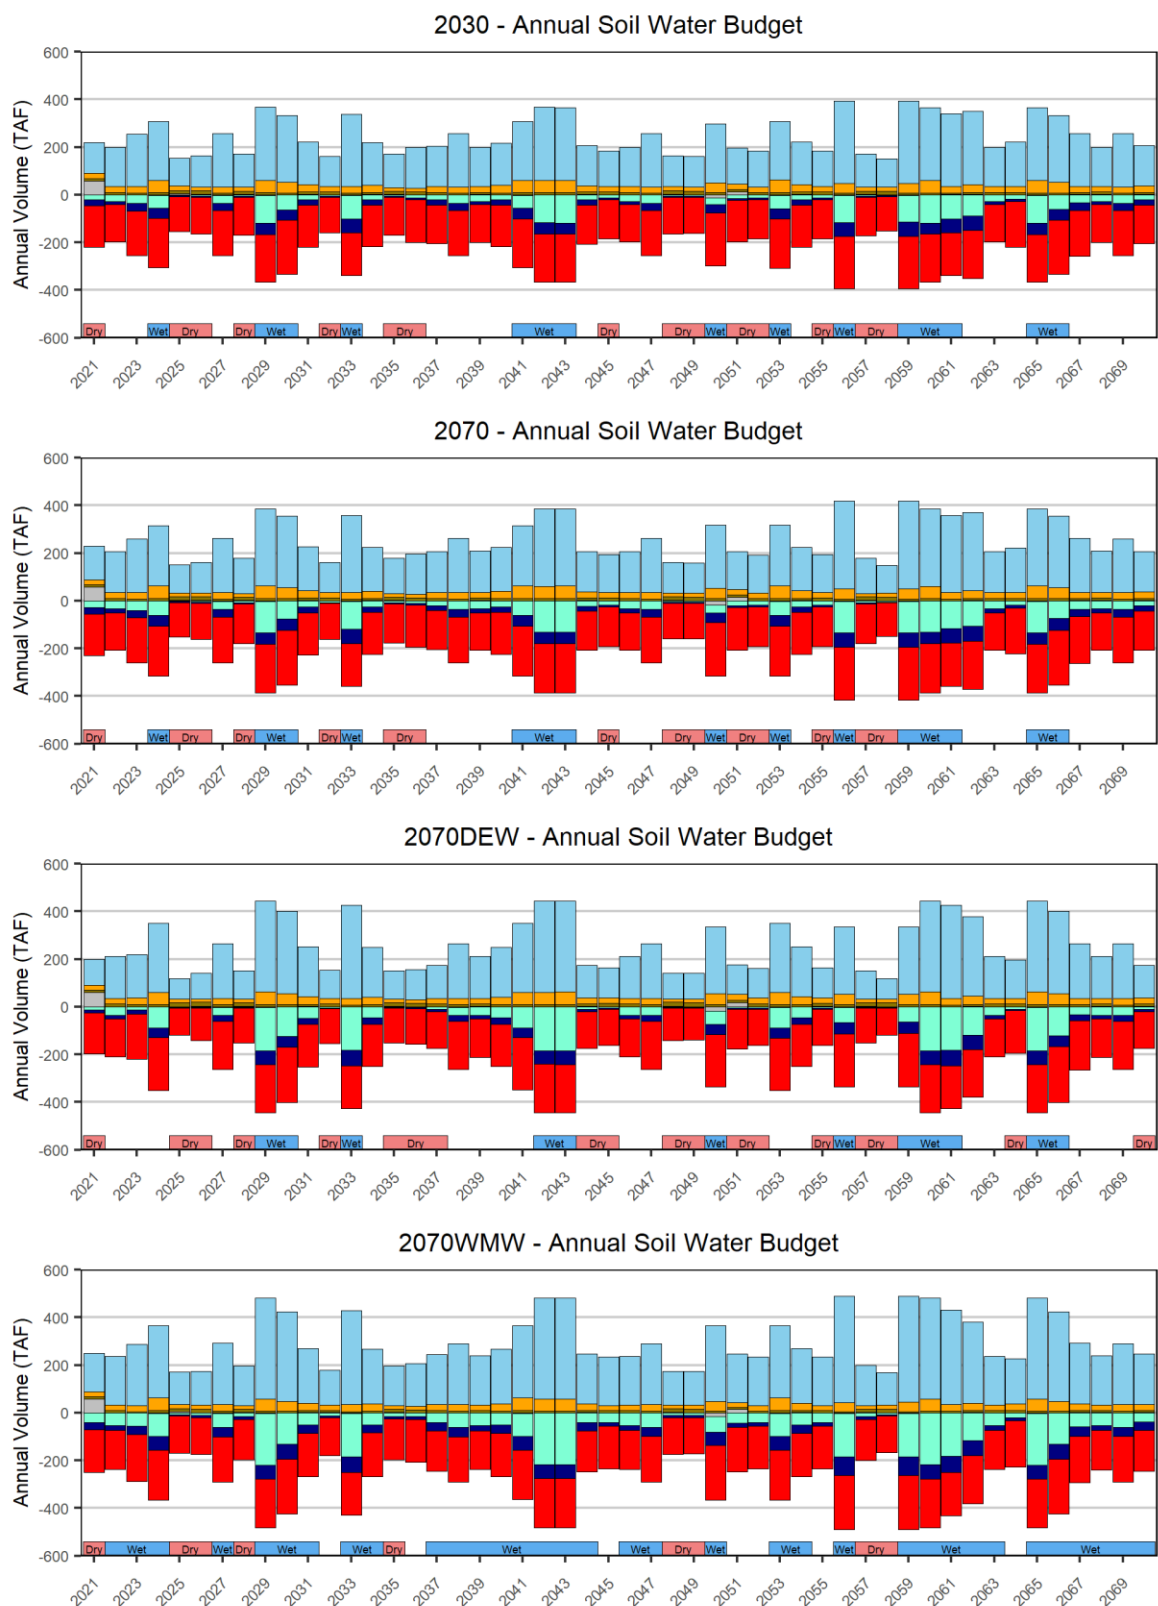 2030 - Annual Soil Water Budget
600
400
200
0
-200
-400
-600
Annual Volume (TAF)
Dry Wet Dry Dry Wet Dry Wet Dry Wet Dry Dry Wet Dry Wet Dry Wet Dry Wet Wet
2021 2023 2025 2027 2029 2031 2033 2035 2037 2039 2041 2043 2045 2047 2049 2051 2053 2055 2057 2059 2061 2063 2065 2067 2069
2070 - Annual Soil Water Budget
600
400
200
0
-200
-400
-600
Annual Volume (TAF)
Dry Wet Dry Dry Wet Dry Wet Dry Wet Dry Dry Wet Dry Wet Dry Wet Dry Wet Wet
2021 2023 2025 2027 2029 2031 2033 2035 2037 2039 2041 2043 2045 2047 2049 2051 2053 2055 2057 2059 2061 2063 2065 2067 2069
2070DEW - Annual Soil Water Budget
600
400
200
0
-200
-400
-600
Annual Volume (TAF)
Dry Dry Dry Wet Dry Wet Dry Wet Dry Dry Wet Dry Dry Wet Dry Wet Dry Wet Dry
2021 2023 2025 2027 2029 2031 2033 2035 2037 2039 2041 2043 2045 2047 2049 2051 2053 2055 2057 2059 2061 2063 2065 2067 2069
2070WMW - Annual Soil Water Budget
600
400
200
0
-200
-400
-600
Annual Volume (TAF)
Dry Wet Dry Wet Dry Wet Wet Dry Wet Wet Dry Wet Wet Wet Dry Wet Wet
2021 2023 2025 2027 2029 2031 2033 2035 2037 2039 2041 2043 2045 2047 2049 2051 2053 2055 2057 2059 2061 2063 2065 2067 2069